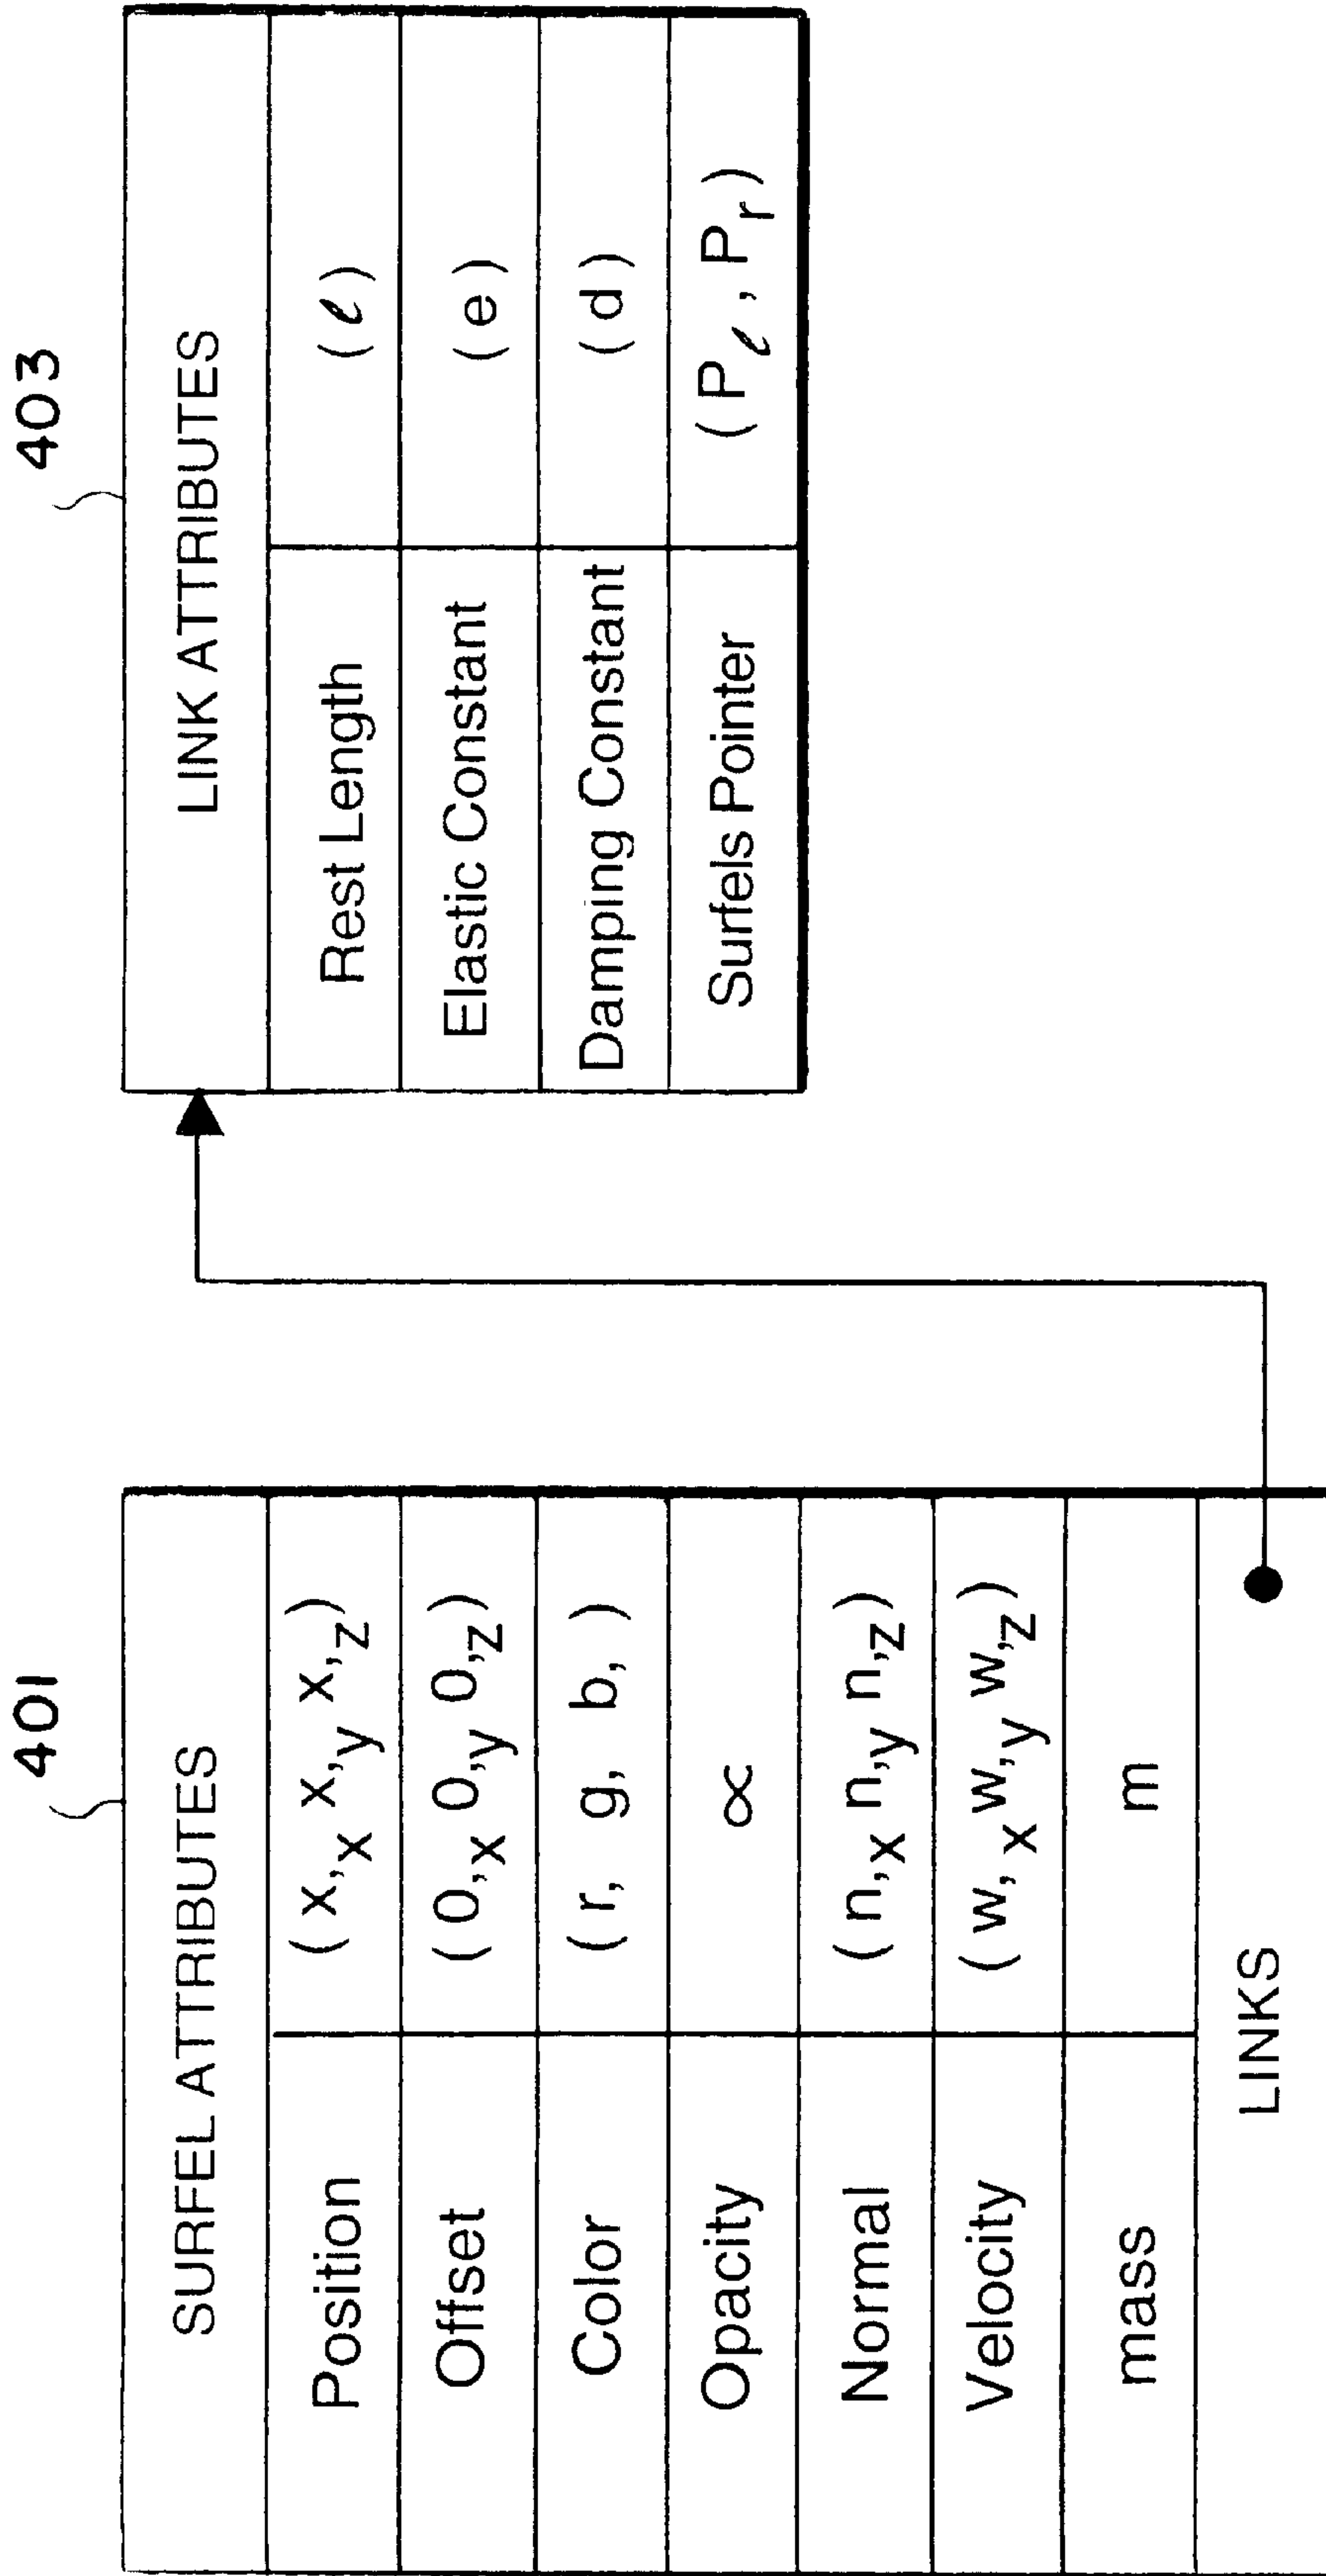 401
SURFEL ATTRIBUTES
Position ( x,x x,y x,z )
Offset ( 0,x 0,y 0,z )
Color ( r, g, b, )
Opacity ∝
Normal ( n,x n,y n,z )
Velocity ( w,x w,y w,z )
mass m
LINKS
403
LINK ATTRIBUTES
Rest Length ( ℓ )
Elastic Constant ( e )
Damping Constant ( d )
Surfels Pointer ( Pℓ , Pr )